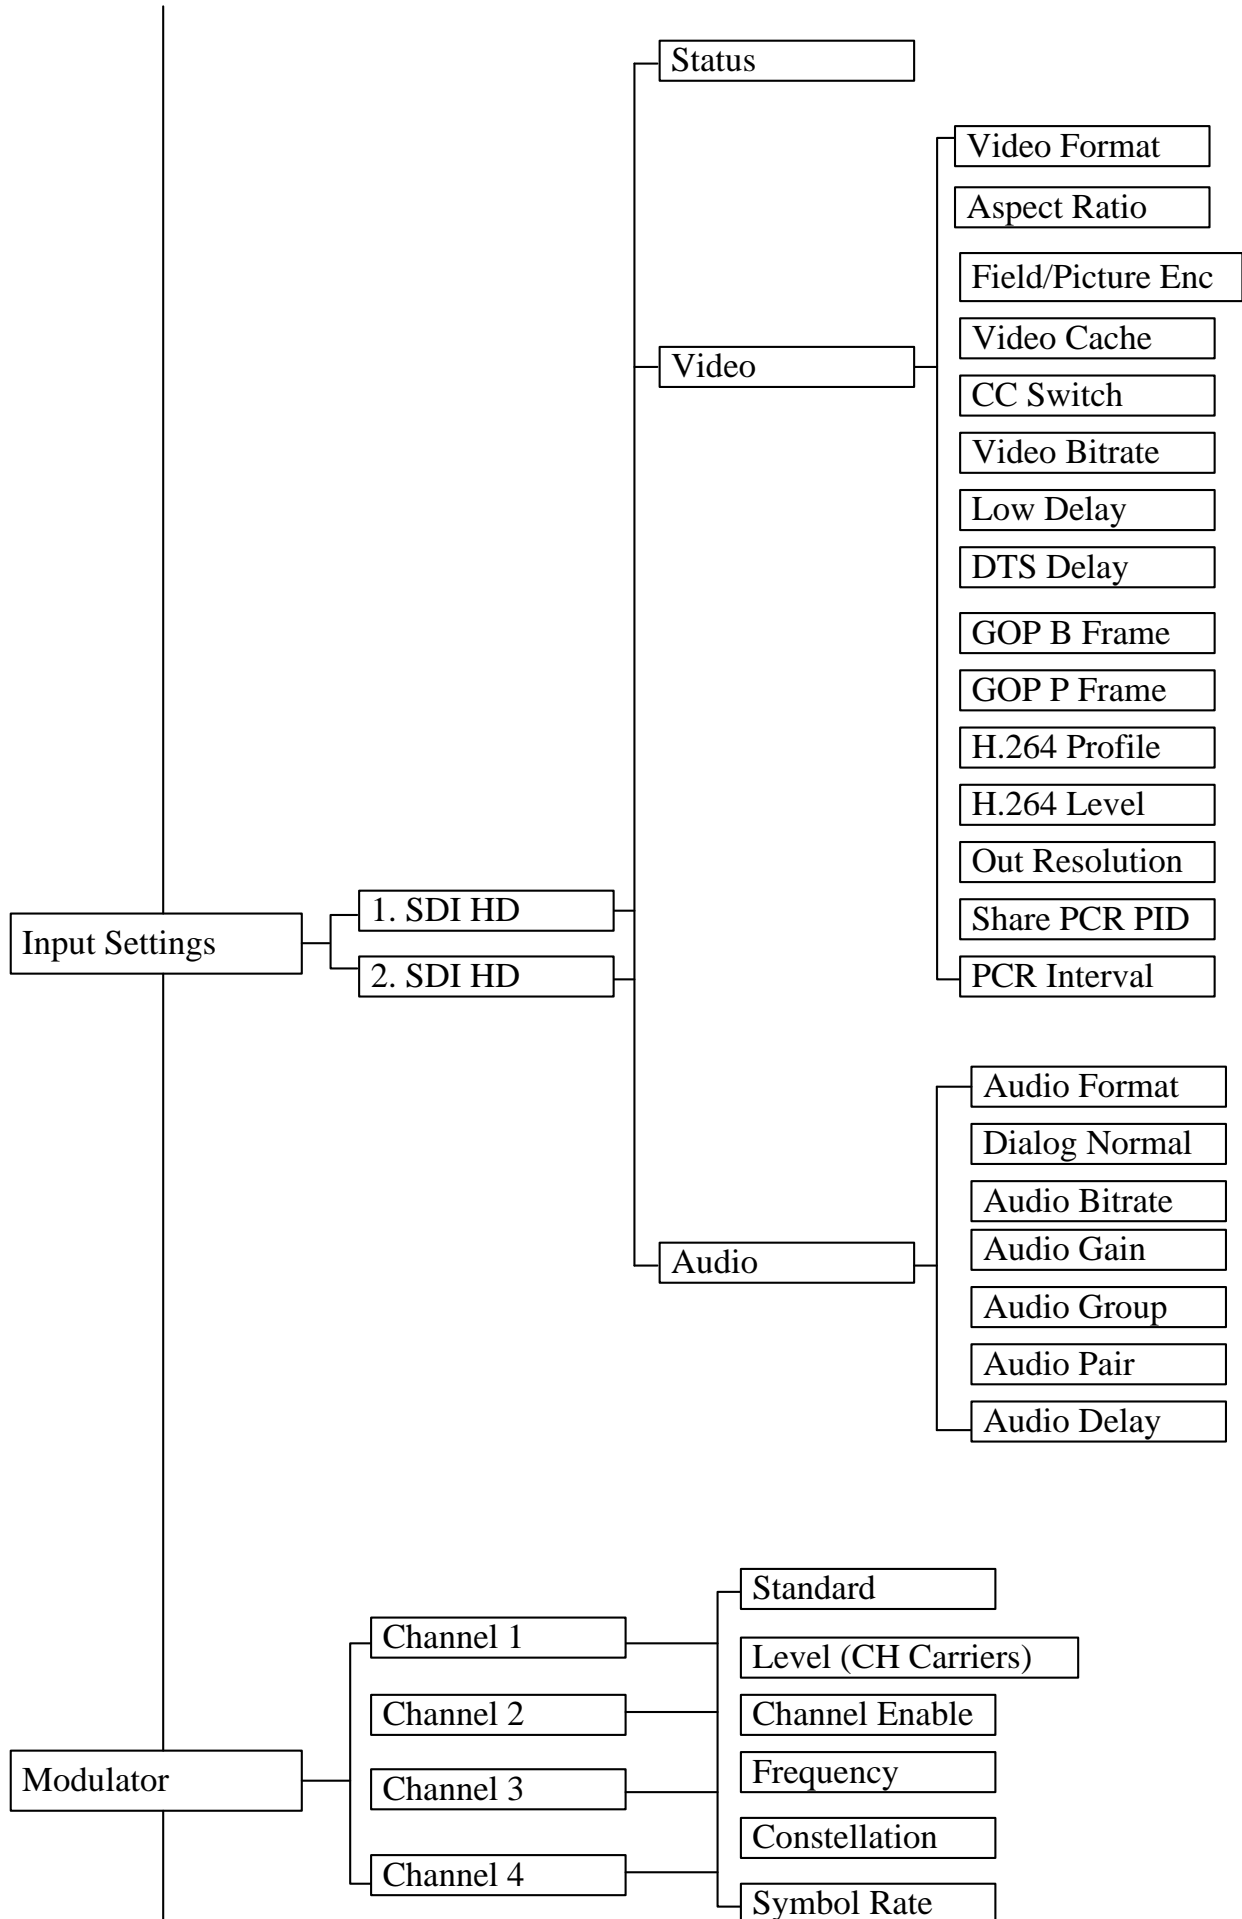 Status
Video Format
Aspect Ratio
Field/Picture Enc
Video Cache
Video
CC Switch
Video Bitrate
Low Delay
DTS Delay
GOP B Frame
GOP P Frame
H.264 Profile
H.264 Level
Out Resolution
1. SDI HD
Share PCR PID
Input Settings
2. SDI HD
PCR Interval
Audio Format
Dialog Normal
Audio Bitrate
Audio Gain
Audio
Audio Group
Audio Pair
Audio Delay
Standard
Channel 1
Level (CH Carriers)
Channel 2
Channel Enable
Modulator
Frequency
Channel 3
Constellation
Channel 4
Symbol Rate